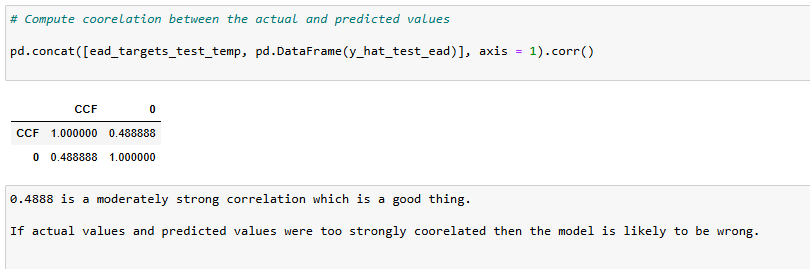 # Compute coorelation between the actual and predicted values
pd.concat([ead_targets_test_temp, pd.DataFrame(y_hat_test_ead)], axis = 1).corr()
CCF 0
CCF 1.000000 0.488888
0 0.488888 1.000000
0.4888 is a moderately strong correlation which is a good thing.
If actual values and predicted values were too strongly coorelated then the model is likely to be wrong.